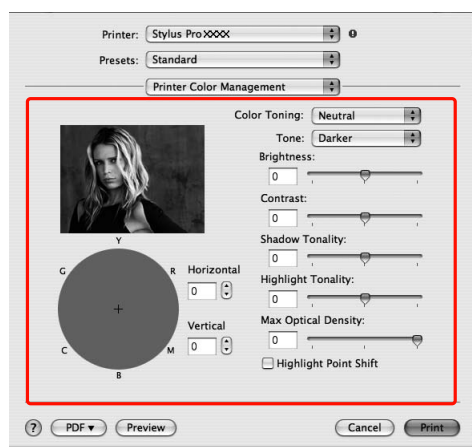 Printer: Stylus Pro XXXX
Presets: Standard
Printer Color Management
Color Toning: Neutral
Tone: Darker
Brightness:
0
Contrast:
0
Shadow Tonality:
0
Highlight Tonality:
0
Max Optical Density:
0
Highlight Point Shift
Y
G
R
C
M
B
Horizontal
0
Vertical
0
?
PDF
Preview
Cancel
Print